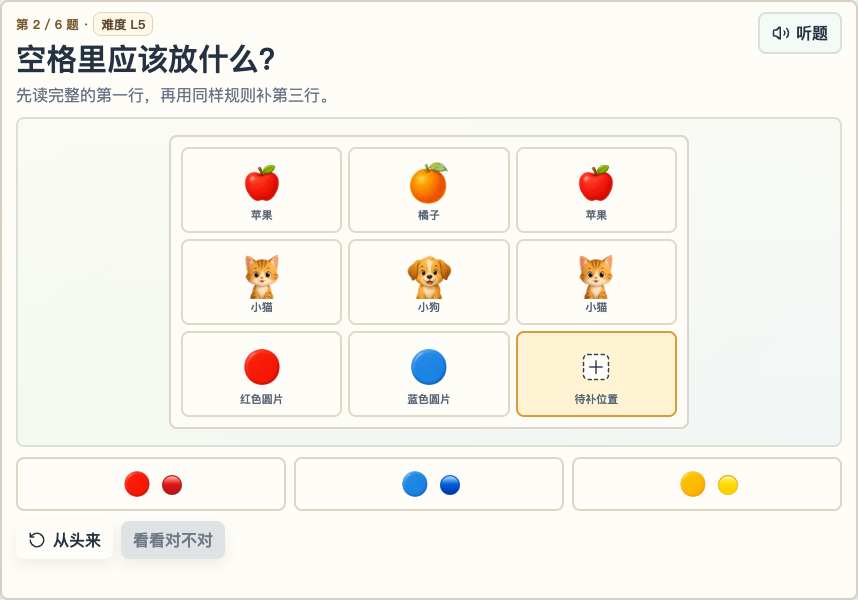 第 2 / 6 题 · 难度 L5
听题
空格里应该放什么?
先读完整的第一行，再用同样规则补第三行。
苹果 橘子 苹果
小猫 小狗 小猫
红色圆片 蓝色圆片 待补位置
从头来 看看对不对